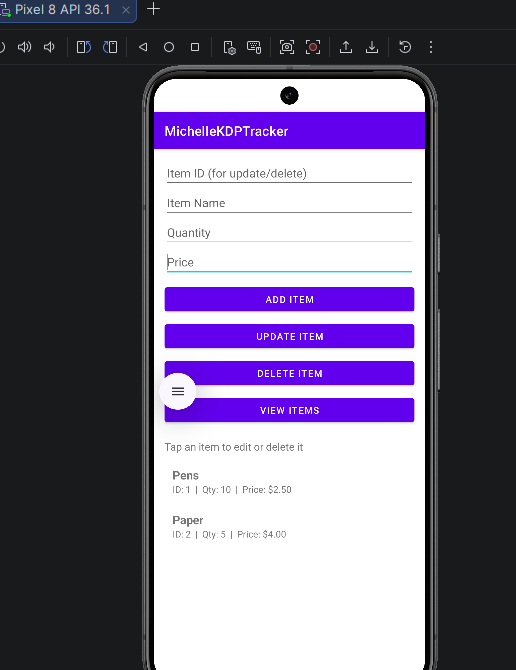 Pixel 8 API 36.1
MichelleKDPTracker
Item ID (for update/delete)
Item Name
Quantity
Price
ADD ITEM
UPDATE ITEM
DELETE ITEM
VIEW ITEMS
Tap an item to edit or delete it
Pens
ID: 1 | Qty: 10 | Price: $2.50
Paper
ID: 2 | Qty: 5 | Price: $4.00